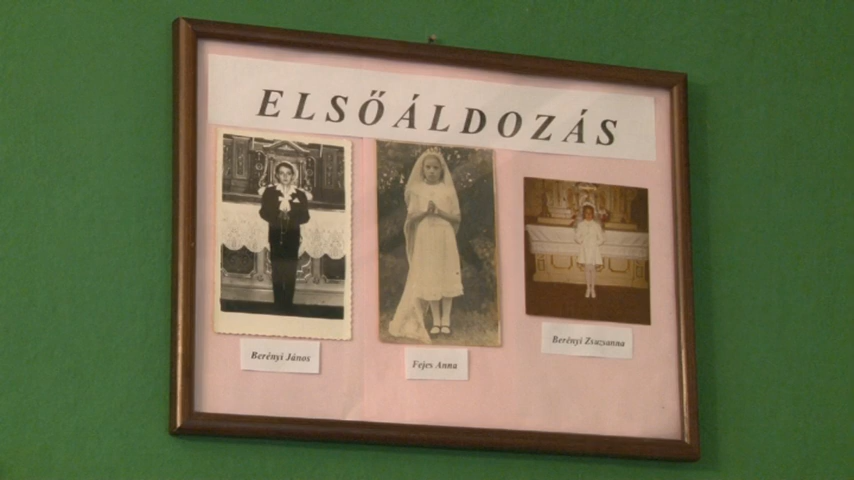 ELSŐÁLDOZÁS
Berényi János
Fejes Anna
Berényi Zsuzsanna